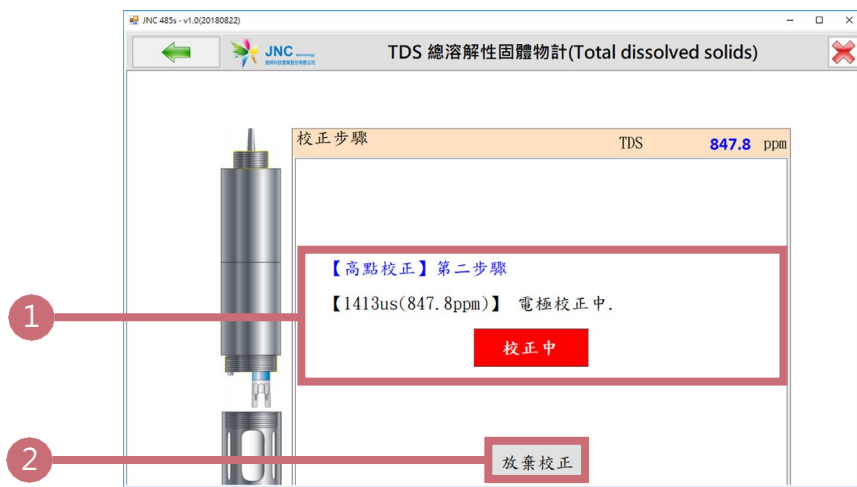 JNC 485s - v1.0(20180822)
JNC technology
TDS 總溶解性固體物計(Total dissolved solids)
校正步驟 TDS 847.8 ppm
【高點校正】第二步驟
【1413us(847.8ppm)】 電極校正中.
1
校正中
2
放棄校正